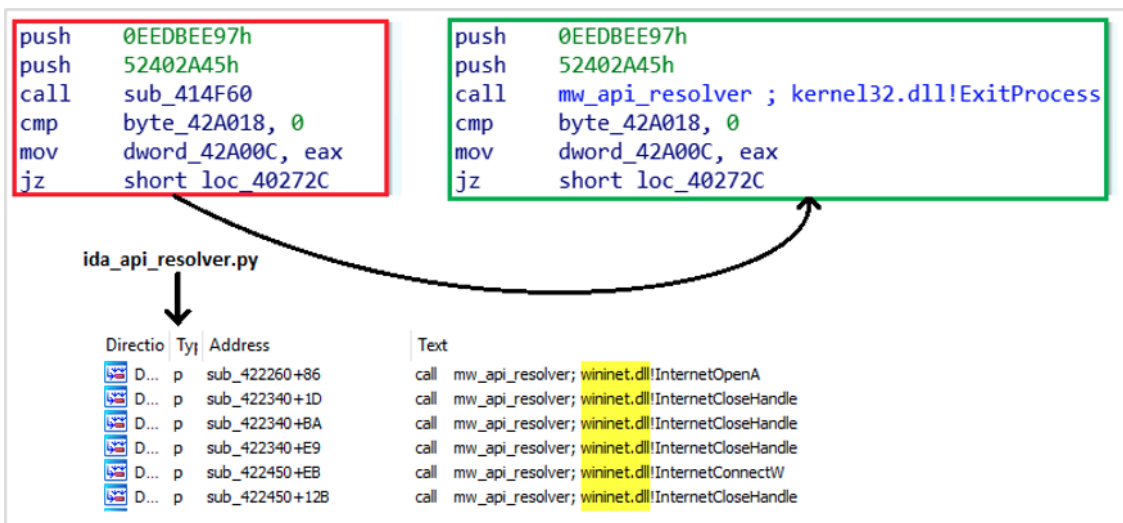 push 0EEDBEE97h
push 52402A45h
call sub_414F60
cmp byte_42A018, 0
mov dword_42A00C, eax
jz short loc_40272C
push 0EEDBEE97h
push 52402A45h
call mw_api_resolver ; kernel32.dll!ExitProcess
cmp byte_42A018, 0
mov dword_42A00C, eax
jz short loc_40272C
ida_api_resolver.py
Directio Typ Address Text
D... p sub_422260+86 call mw_api_resolver; wininet.dll!InternetOpenA
D... p sub_422340+1D call mw_api_resolver; wininet.dll!InternetCloseHandle
D... p sub_422340+BA call mw_api_resolver; wininet.dll!InternetCloseHandle
D... p sub_422340+E9 call mw_api_resolver; wininet.dll!InternetCloseHandle
D... p sub_422450+EB call mw_api_resolver; wininet.dll!InternetConnectW
D... p sub_422450+12B call mw_api_resolver; wininet.dll!InternetCloseHandle